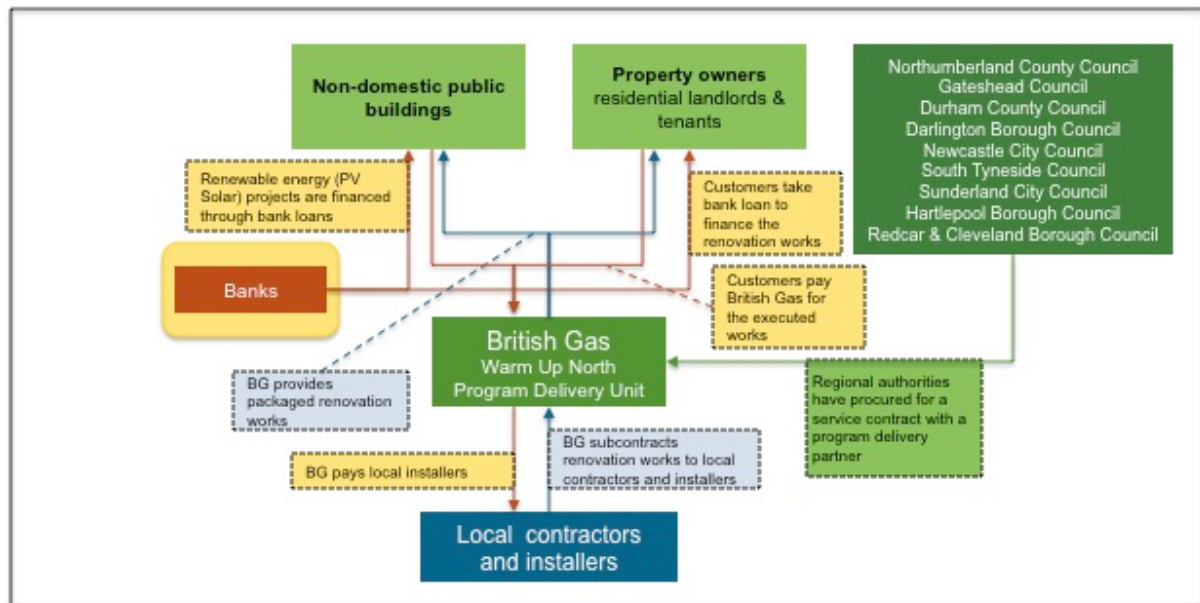 Non-domestic public
buildings
Property owners
residential landlords &
tenants
Northumberland County Council
Gateshead Council
Durham County Council
Darlington Borough Council
Newcastle City Council
South Tyneside Council
Sunderland City Council
Hartlepool Borough Council
Redcar & Cleveland Borough Council
Renewable energy (PV
Solar) projects are financed
through bank loans
Customers take
bank loan to
finance the
renovation works
Banks
Customers pay
British Gas for
the executed
works
British Gas
Warm Up North
Program Delivery Unit
BG provides
packaged renovation
works
Regional authorities
have procured for a
service contract with a
program delivery
partner
BG pays local installers
BG subcontracts
renovation works to local
contractors and installers
Local contractors
and installers